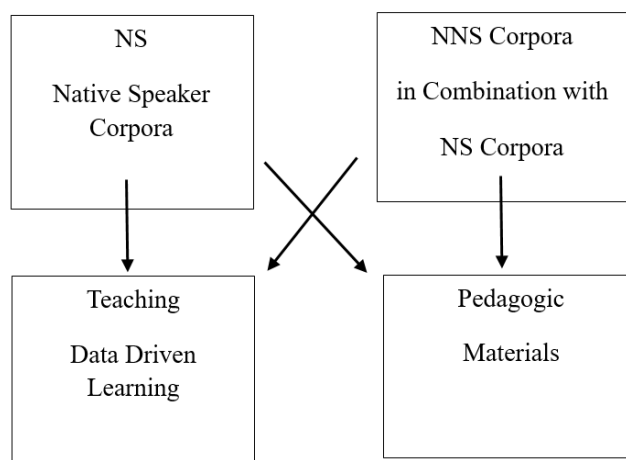 NS
Native Speaker
Corpora
NNS Corpora
in Combination with
NS Corpora
Teaching
Data Driven
Learning
Pedagogic
Materials